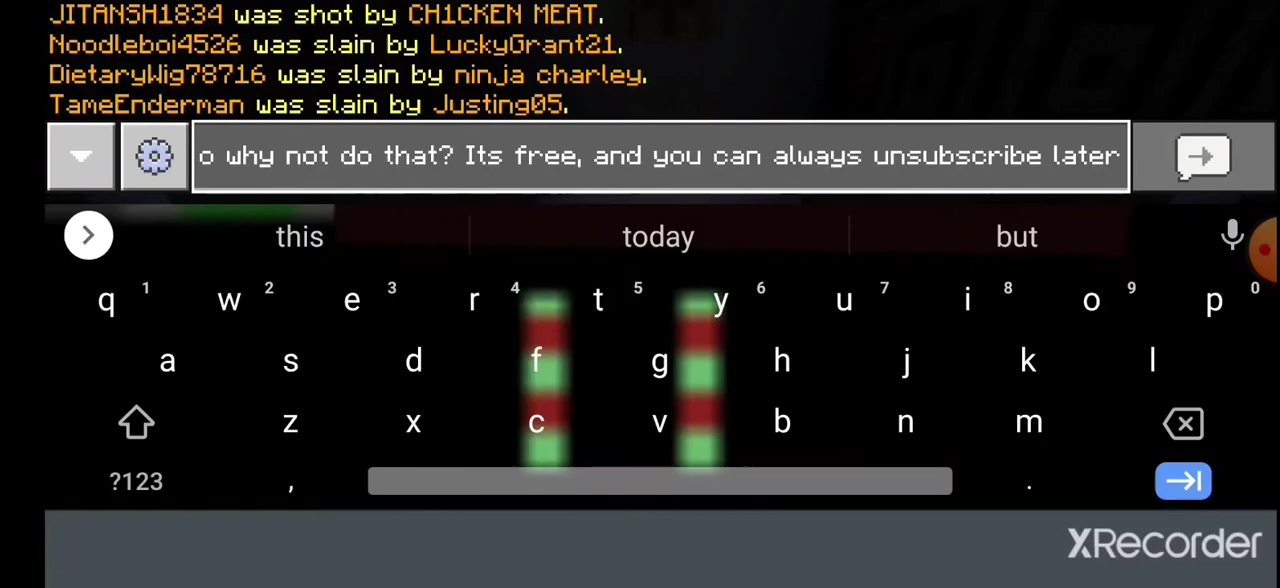 JITANSH1834 was shot by CH1CKEN MEAT.
Noodleboi4526 was slain by LuckyGrant21.
DietaryWig78716 was slain by ninja charley.
TameEnderman was slain by Justing05.
o why not do that? Its free, and you can always unsubscribe later
this today but
q 1 w 2 e 3 r 4 t 5 y 6 u 7 i 8 o 9 p 0
a s d f g h j k l
z x c v b n m
?123 , .
XRecorder